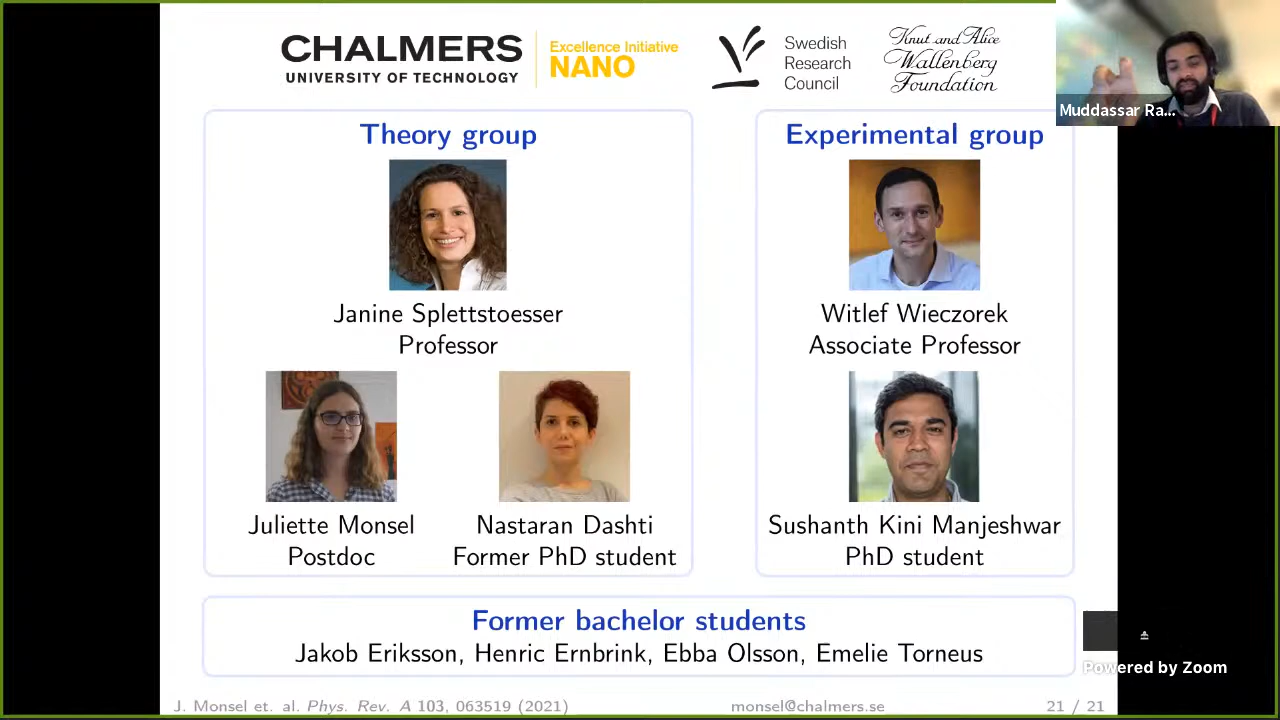 CHALMERS
UNIVERSITY OF TECHNOLOGY
Excellence Initiative
NANO
Swedish
Research
Council
Knut and Alice
Wallenberg
Foundation
Muddassar Ra...
Theory group
Janine Splettstoesser
Professor
Juliette Monsel
Postdoc
Nastaran Dashti
Former PhD student
Experimental group
Witlef Wieczorek
Associate Professor
Sushanth Kini Manjeshwar
PhD student
Former bachelor students
Jakob Eriksson, Henric Ernbrink, Ebba Olsson, Emelie Torneus
Powered by Zoom
J. Monsel et. al. Phys. Rev. A 103, 063519 (2021)
monsel@chalmers.se
21 / 21